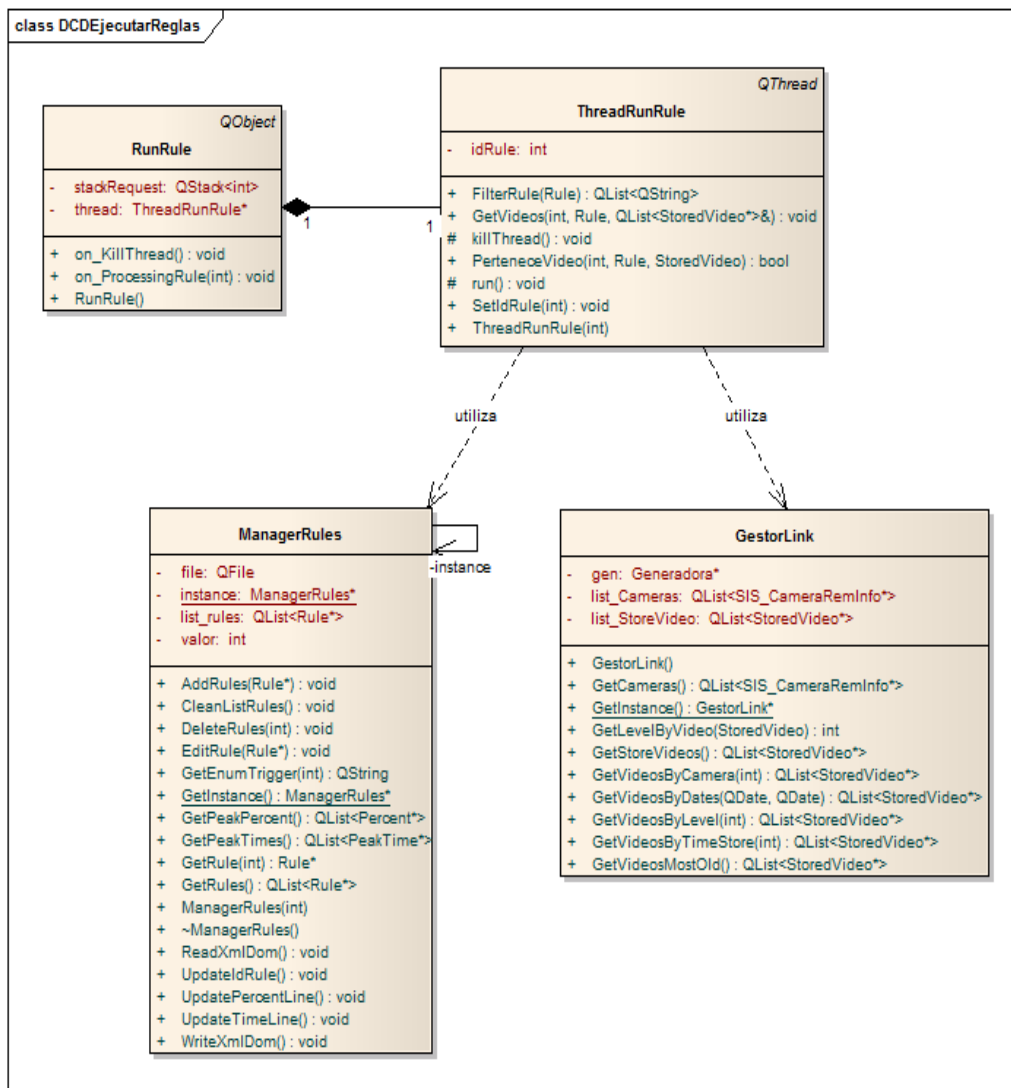 class DCDEjecutarReglas
QObject
RunRule
- stackRequest: QStack<int>
- thread: ThreadRunRule*
+ on_KillThread() : void
+ on_ProcessingRule(int) : void
+ RunRule()
1
1
QThread
ThreadRunRule
- idRule: int
+ FilterRule(Rule) : QList<QString>
+ GetVideos(int, Rule, QList<StoredVideo*>&) : void
# killThread() : void
+ PerteneceVideo(int, Rule, StoredVideo) : bool
# run() : void
+ SetIdRule(int) : void
+ ThreadRunRule(int)
utiliza
utiliza
ManagerRules
- file: QFile
- instance: ManagerRules*
- list_rules: QList<Rule*>
- valor: int
+ AddRules(Rule*) : void
+ CleanListRules() : void
+ DeleteRules(int) : void
+ EditRule(Rule*) : void
+ GetEnumTrigger(int) : QString
+ GetInstance() : ManagerRules*
+ GetPeakPercent() : QList<Percent*>
+ GetPeakTimes() : QList<PeakTime*>
+ GetRule(int) : Rule*
+ GetRules() : QList<Rule*>
+ ManagerRules(int)
+ ~ManagerRules()
+ ReadXmlDom() : void
+ UpdateIdRule() : void
+ UpdatePercentLine() : void
+ UpdateTimeLine() : void
+ WriteXmlDom() : void
-instance
GestorLink
- gen: Generadora*
- list_Cameras: QList<SIS_CameraRemInfo*>
- list_StoreVideo: QList<StoredVideo*>
+ GestorLink()
+ GetCameras() : QList<SIS_CameraRemInfo*>
+ GetInstance() : GestorLink*
+ GetLevelByVideo(StoredVideo) : int
+ GetStoreVideos() : QList<StoredVideo*>
+ GetVideosByCamera(int) : QList<StoredVideo*>
+ GetVideosByDates(QDate, QDate) : QList<StoredVideo*>
+ GetVideosByLevel(int) : QList<StoredVideo*>
+ GetVideosByTimeStore(int) : QList<StoredVideo*>
+ GetVideosMostOld() : QList<StoredVideo*>